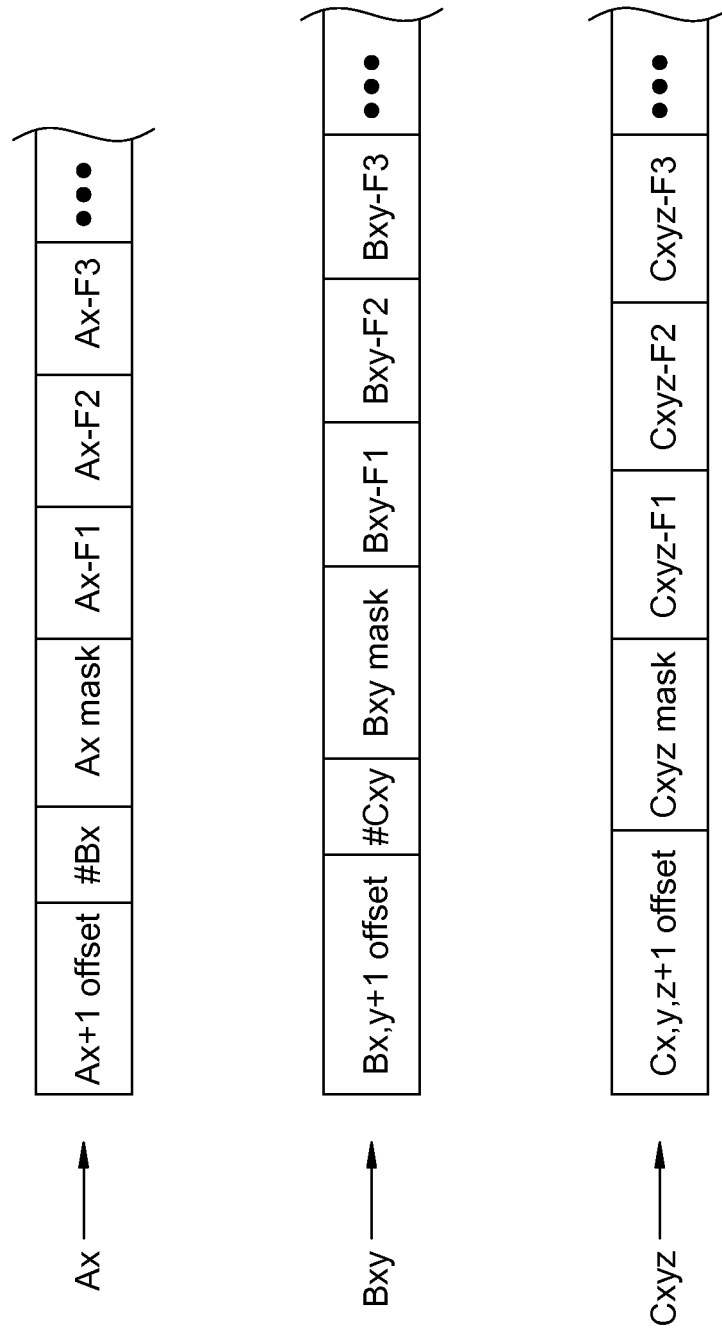 Ax
Ax+1 offset
#Bx
Ax mask
Ax-F1
Ax-F2
Ax-F3
Bxy
Bx,y+1 offset
#Cxy
Bxy mask
Bxy-F1
Bxy-F2
Bxy-F3
Cxyz
Cx,y,z+1 offset
Cxyz mask
Cxyz-F1
Cxyz-F2
Cxyz-F3